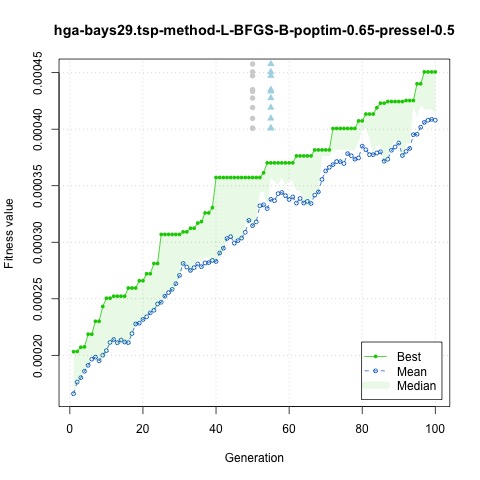 hga-bays29.tsp-method-L-BFGS-B-poptim-0.65-pressel-0.5
Fitness value
0.00045
0.00040
0.00035
0.00030
0.00025
0.00020
Best
Mean
Median
0 20 40 60 80 100
Generation